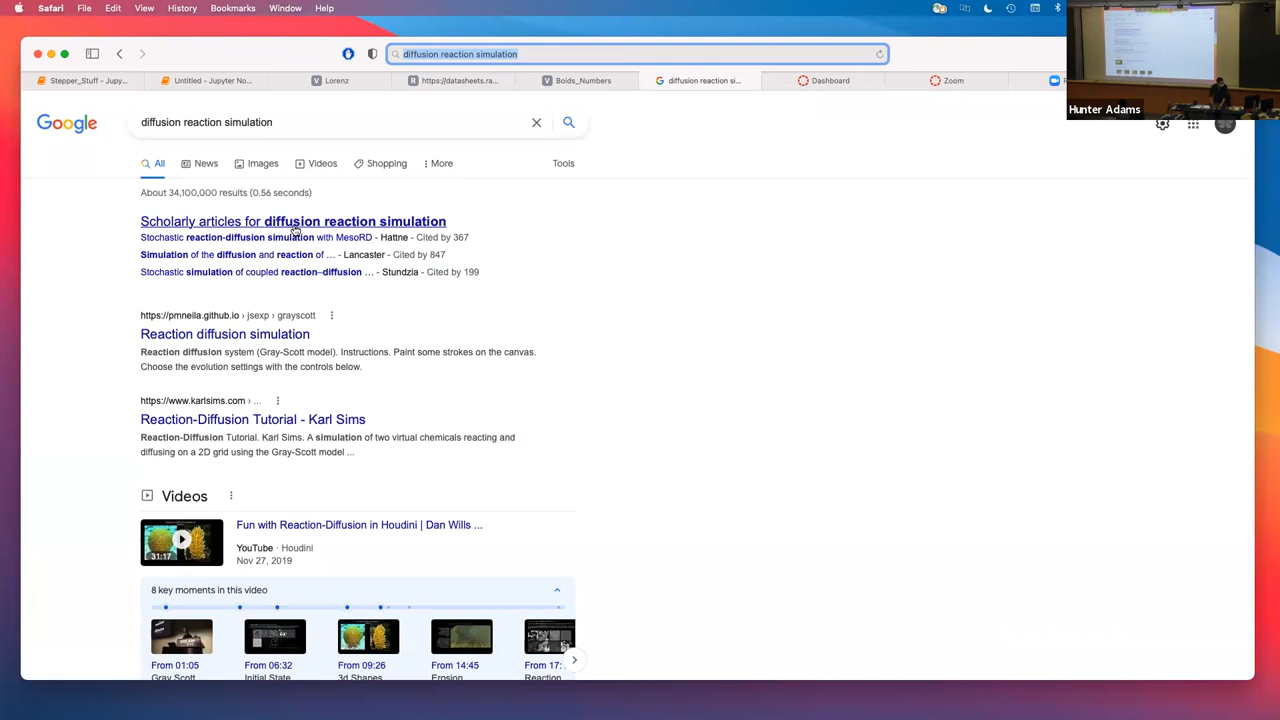 Safari File Edit View History Bookmarks Window Help
diffusion reaction simulation
Stepper_Stuff - Jupy... Untitled - Jupyter No... Lorenz https://datasheets.ra... Boids_Numbers diffusion reaction si... Dashboard Zoom
Hunter Adams
Google
diffusion reaction simulation
All News Images Videos Shopping More Tools
About 34,100,000 results (0.56 seconds)
Scholarly articles for diffusion reaction simulation
Stochastic reaction-diffusion simulation with MesoRD - Hattne - Cited by 367
Simulation of the diffusion and reaction of ... - Lancaster - Cited by 847
Stochastic simulation of coupled reaction–diffusion ... - Stundzia - Cited by 199
https://pmneila.github.io › jsexp › grayscott
Reaction diffusion simulation
Reaction diffusion system (Gray-Scott model). Instructions. Paint some strokes on the canvas.
Choose the evolution settings with the controls below.
https://www.karlsims.com › ...
Reaction-Diffusion Tutorial - Karl Sims
Reaction-Diffusion Tutorial. Karl Sims. A simulation of two virtual chemicals reacting and
diffusing on a 2D grid using the Gray-Scott model ...
Videos
Fun with Reaction-Diffusion in Houdini | Dan Wills ...
YouTube · Houdini
31:17
Nov 27, 2019
8 key moments in this video
From 01:05 From 06:32 From 09:26 From 14:45 From 17:
Gray Scott Initial State 3d Shapes Erosion Reaction